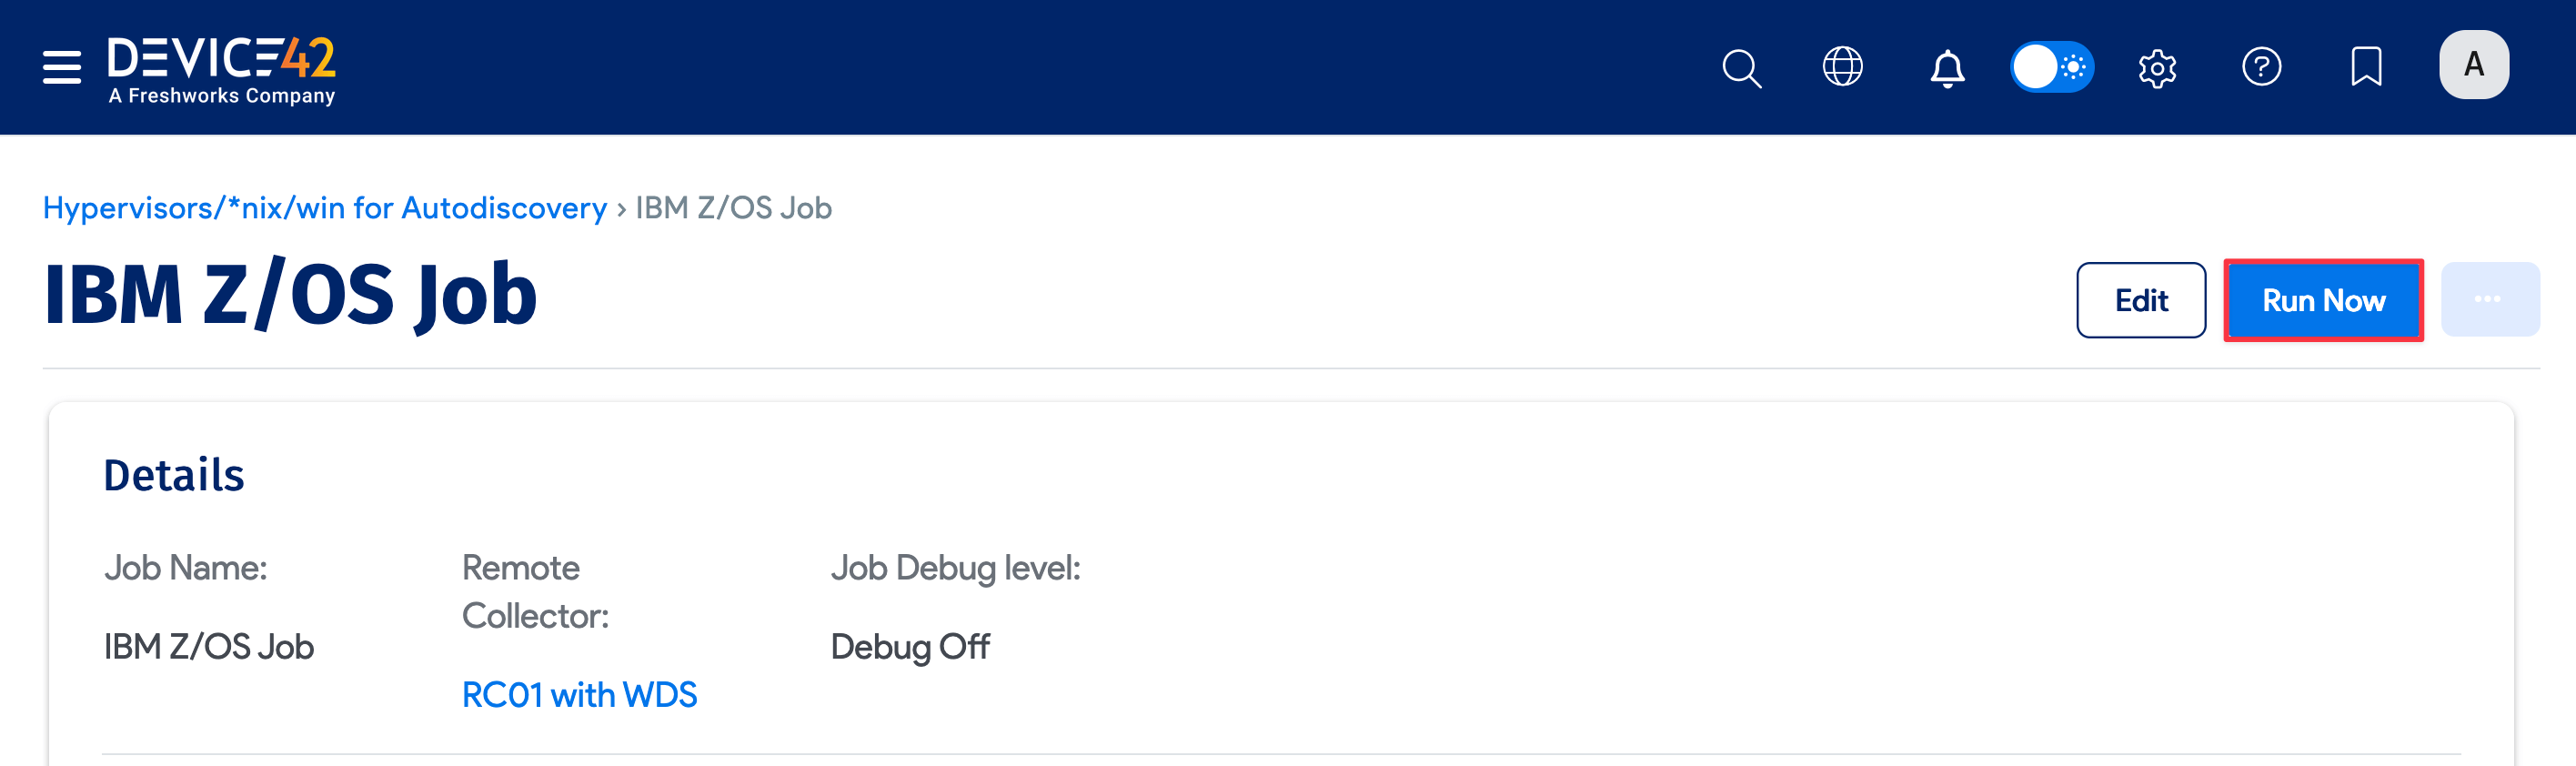 DEVICE42
A Freshworks Company
A
Hypervisors/*nix/win for Autodiscovery › IBM Z/OS Job
IBM Z/OS Job
Edit
Run Now
Details
Job Name:
IBM Z/OS Job
Remote
Collector:
RC01 with WDS
Job Debug level:
Debug Off